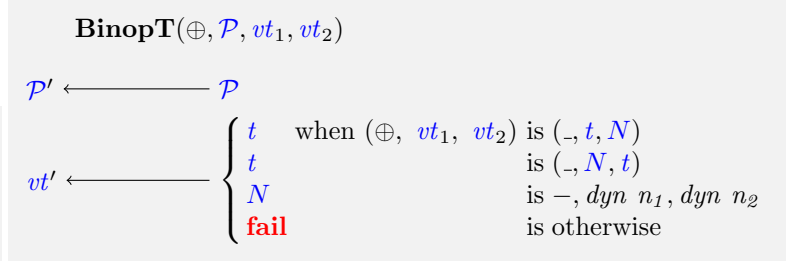 BinopT(⊕, 𝒫, vt₁, vt₂)
𝒫′ ⟵ 𝒫
t when (⊕, vt₁, vt₂) is (_, t, N)
t is (_, N, t)
vt′ ⟵ {
N is −, dyn n₁, dyn n₂
fail is otherwise